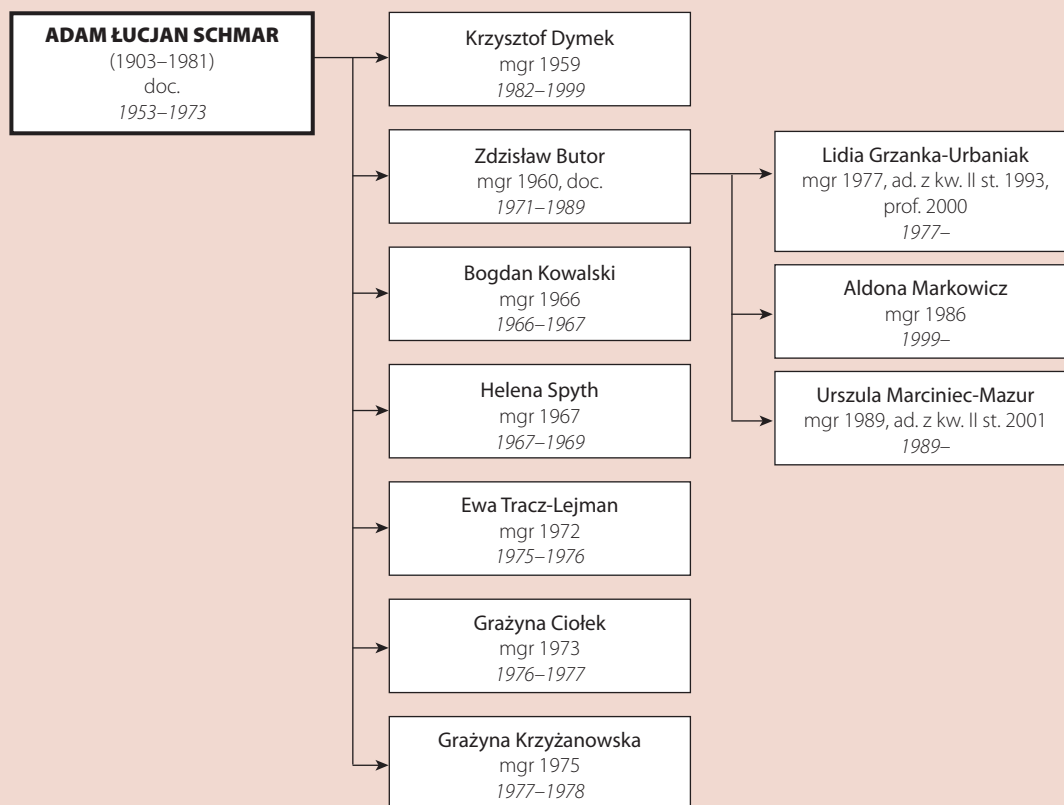 ADAM ŁUCJAN SCHMAR
(1903–1981)
doc.
1953–1973
Krzysztof Dymek
mgr 1959
1982–1999
Zdzisław Butor
mgr 1960, doc.
1971–1989
Bogdan Kowalski
mgr 1966
1966–1967
Helena Spyth
mgr 1967
1967–1969
Ewa Tracz-Lejman
mgr 1972
1975–1976
Grażyna Ciołek
mgr 1973
1976–1977
Grażyna Krzyżanowska
mgr 1975
1977–1978
Lidia Grzanka-Urbaniak
mgr 1977, ad. z kw. II st. 1993,
prof. 2000
1977–
Aldona Markowicz
mgr 1986
1999–
Urszula Marciniec-Mazur
mgr 1989, ad. z kw. II st. 2001
1989–